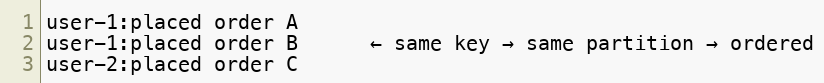 1 user-1:placed order A
2 user-1:placed order B      ← same key → same partition → ordered
3 user-2:placed order C